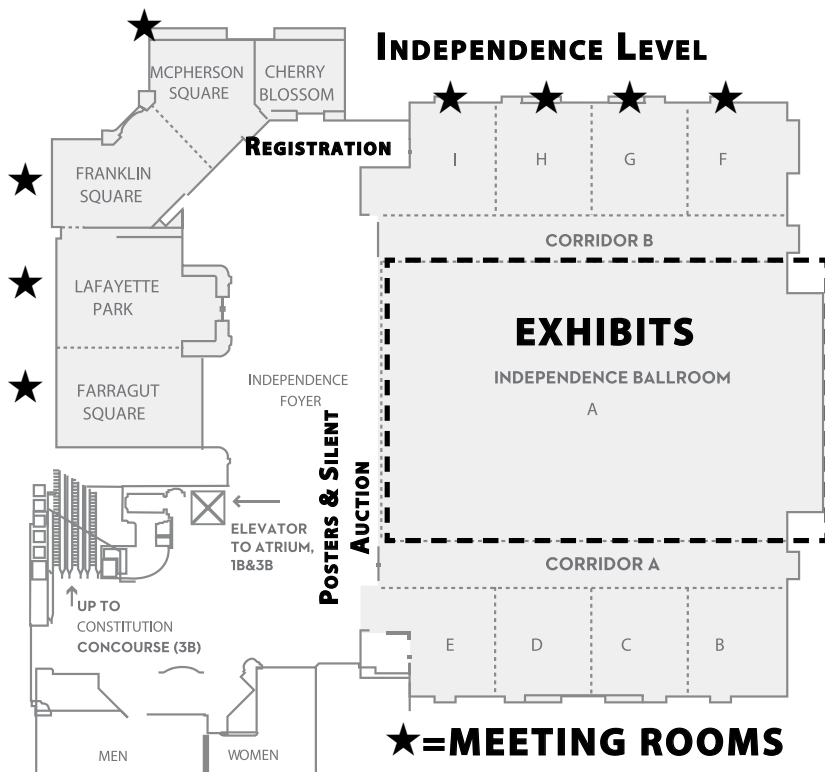 INDEPENDENCE LEVEL
MCPHERSON
SQUARE
CHERRY
BLOSSOM
REGISTRATION
FRANKLIN
SQUARE
I
H
G
F
CORRIDOR B
LAFAYETTE
PARK
EXHIBITS
INDEPENDENCE BALLROOM
A
FARRAGUT
SQUARE
INDEPENDENCE
FOYER
POSTERS & SILENT
AUCTION
ELEVATOR
TO ATRIUM,
1B&3B
CORRIDOR A
UP TO
CONSTITUTION
CONCOURSE (3B)
E
D
C
B
MEN
WOMEN
★=MEETING ROOMS